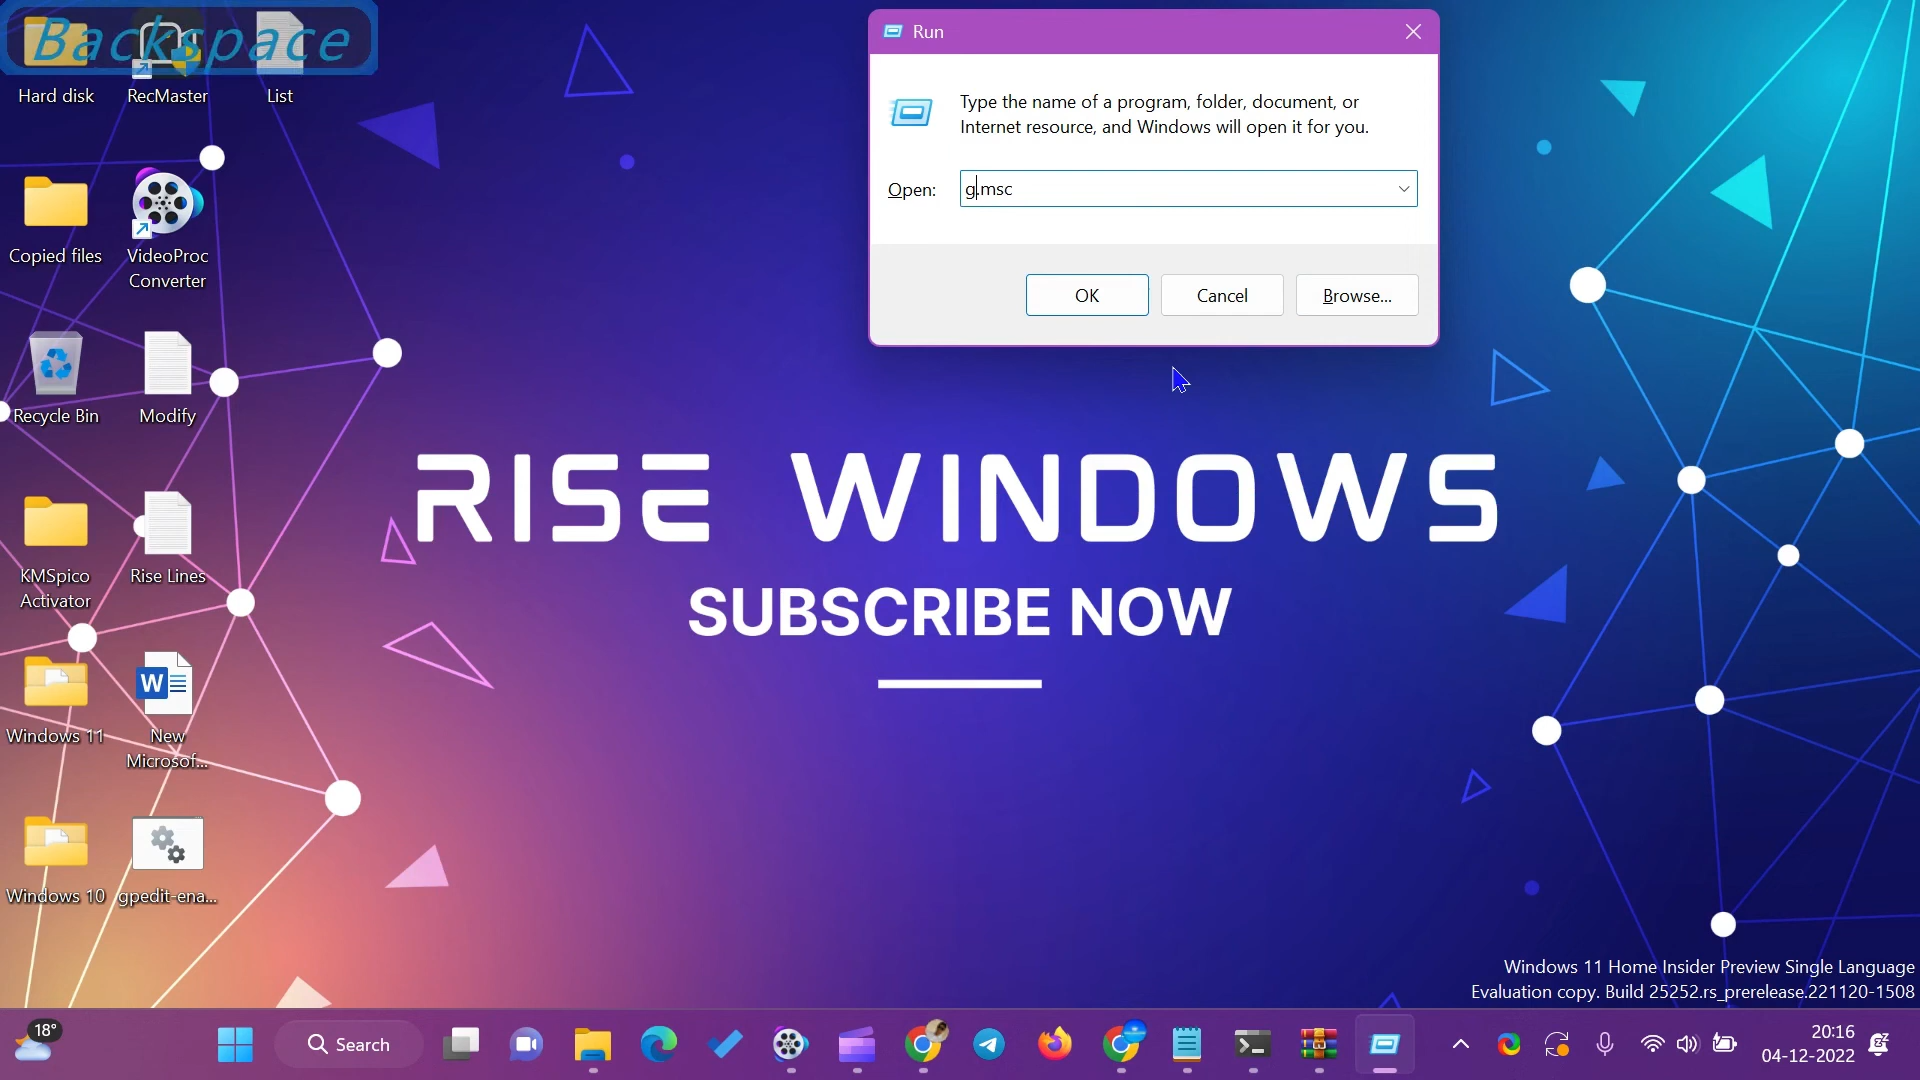 Backspace
Hard disk
RecMaster
List
Run
Type the name of a program, folder, document, or
Internet resource, and Windows will open it for you.
Open:
g.msc
OK
Cancel
Browse...
Copied files
VideoProc
Converter
Recycle Bin
Modify
RISE WINDOWS
SUBSCRIBE NOW
KMSpico
Activator
Rise Lines
Windows 11
W
New
Microsof...
Windows 10
gpedit-ena...
Windows 11 Home Insider Preview Single Language
Evaluation copy. Build 25252.rs_prerelease.221120-1508
18°
Search
20:16
04-12-2022